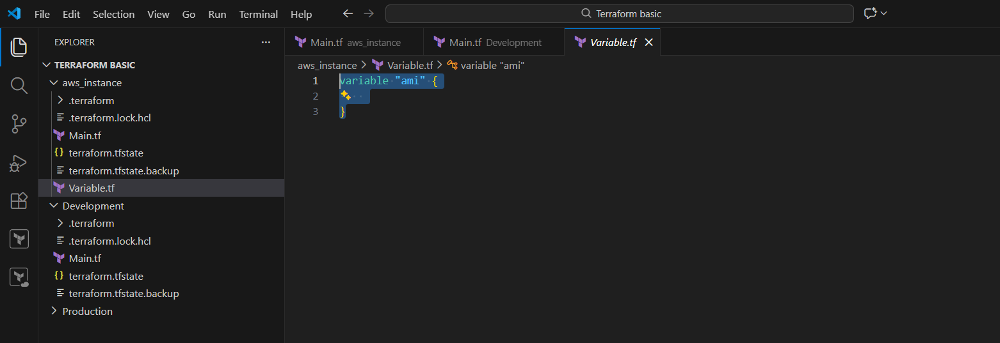 File Edit Selection View Go Run Terminal Help
Terraform basic
EXPLORER
TERRAFORM BASIC
aws_instance
.terraform
.terraform.lock.hcl
Main.tf
terraform.tfstate
terraform.tfstate.backup
Variable.tf
Development
.terraform
.terraform.lock.hcl
Main.tf
terraform.tfstate
terraform.tfstate.backup
Production
Main.tf aws_instance
Main.tf Development
Variable.tf
aws_instance > Variable.tf > variable "ami"
1 variable "ami" {
2
3 }